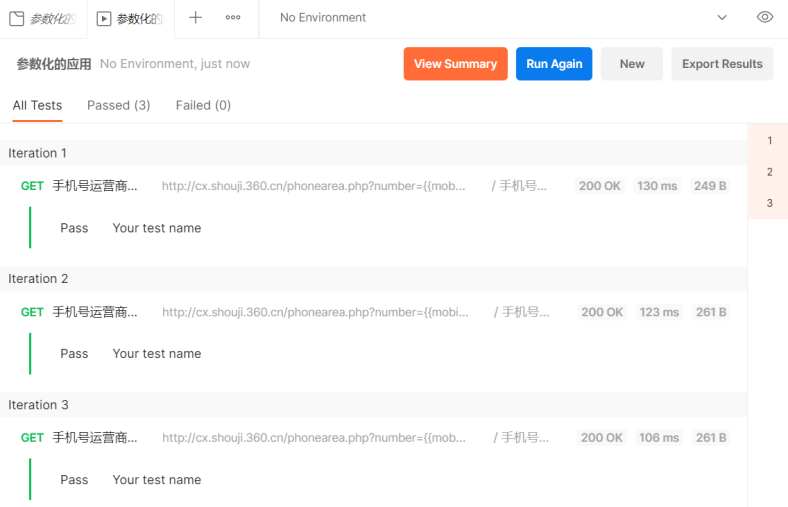 参数化的 参数化的 No Environment
参数化的应用 No Environment, just now View Summary Run Again New Export Results
All Tests Passed (3) Failed (0)
Iteration 1
GET 手机号运营商... http://cx.shouji.360.cn/phonearea.php?number={{mob... / 手机号... 200 OK 130 ms 249 B
Pass Your test name
Iteration 2
GET 手机号运营商... http://cx.shouji.360.cn/phonearea.php?number={{mobi... / 手机号... 200 OK 123 ms 261 B
Pass Your test name
Iteration 3
GET 手机号运营商... http://cx.shouji.360.cn/phonearea.php?number={{mob... / 手机号... 200 OK 106 ms 261 B
Pass Your test name
1
2
3